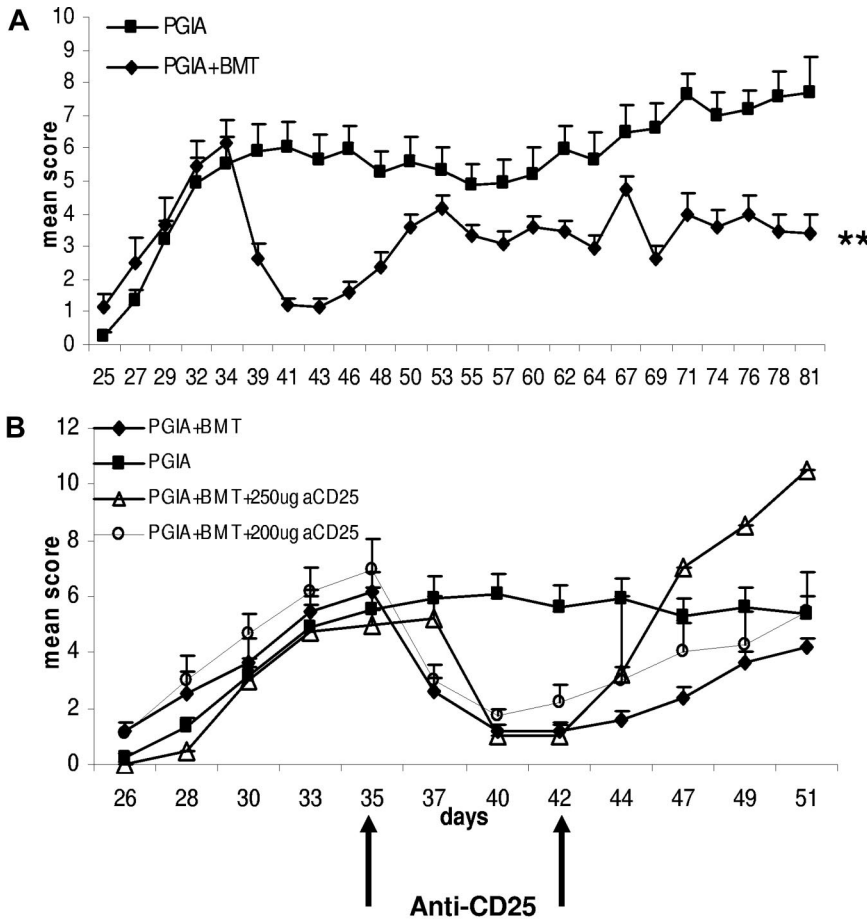 A
PGIA
PGIA+BMT
10
9
8
7
6
5
4
3
2
1
0
mean score
**
25 27 29 32 34 39 41 43 46 48 50 53 55 57 60 62 64 67 69 71 74 76 78 81
B
PGIA+BMT
PGIA
PGIA+BMT+250ug aCD25
PGIA+BMT+200ug aCD25
12
10
8
6
4
2
0
mean score
26 28 30 33 35 37 40 42 44 47 49 51
days
Anti-CD25